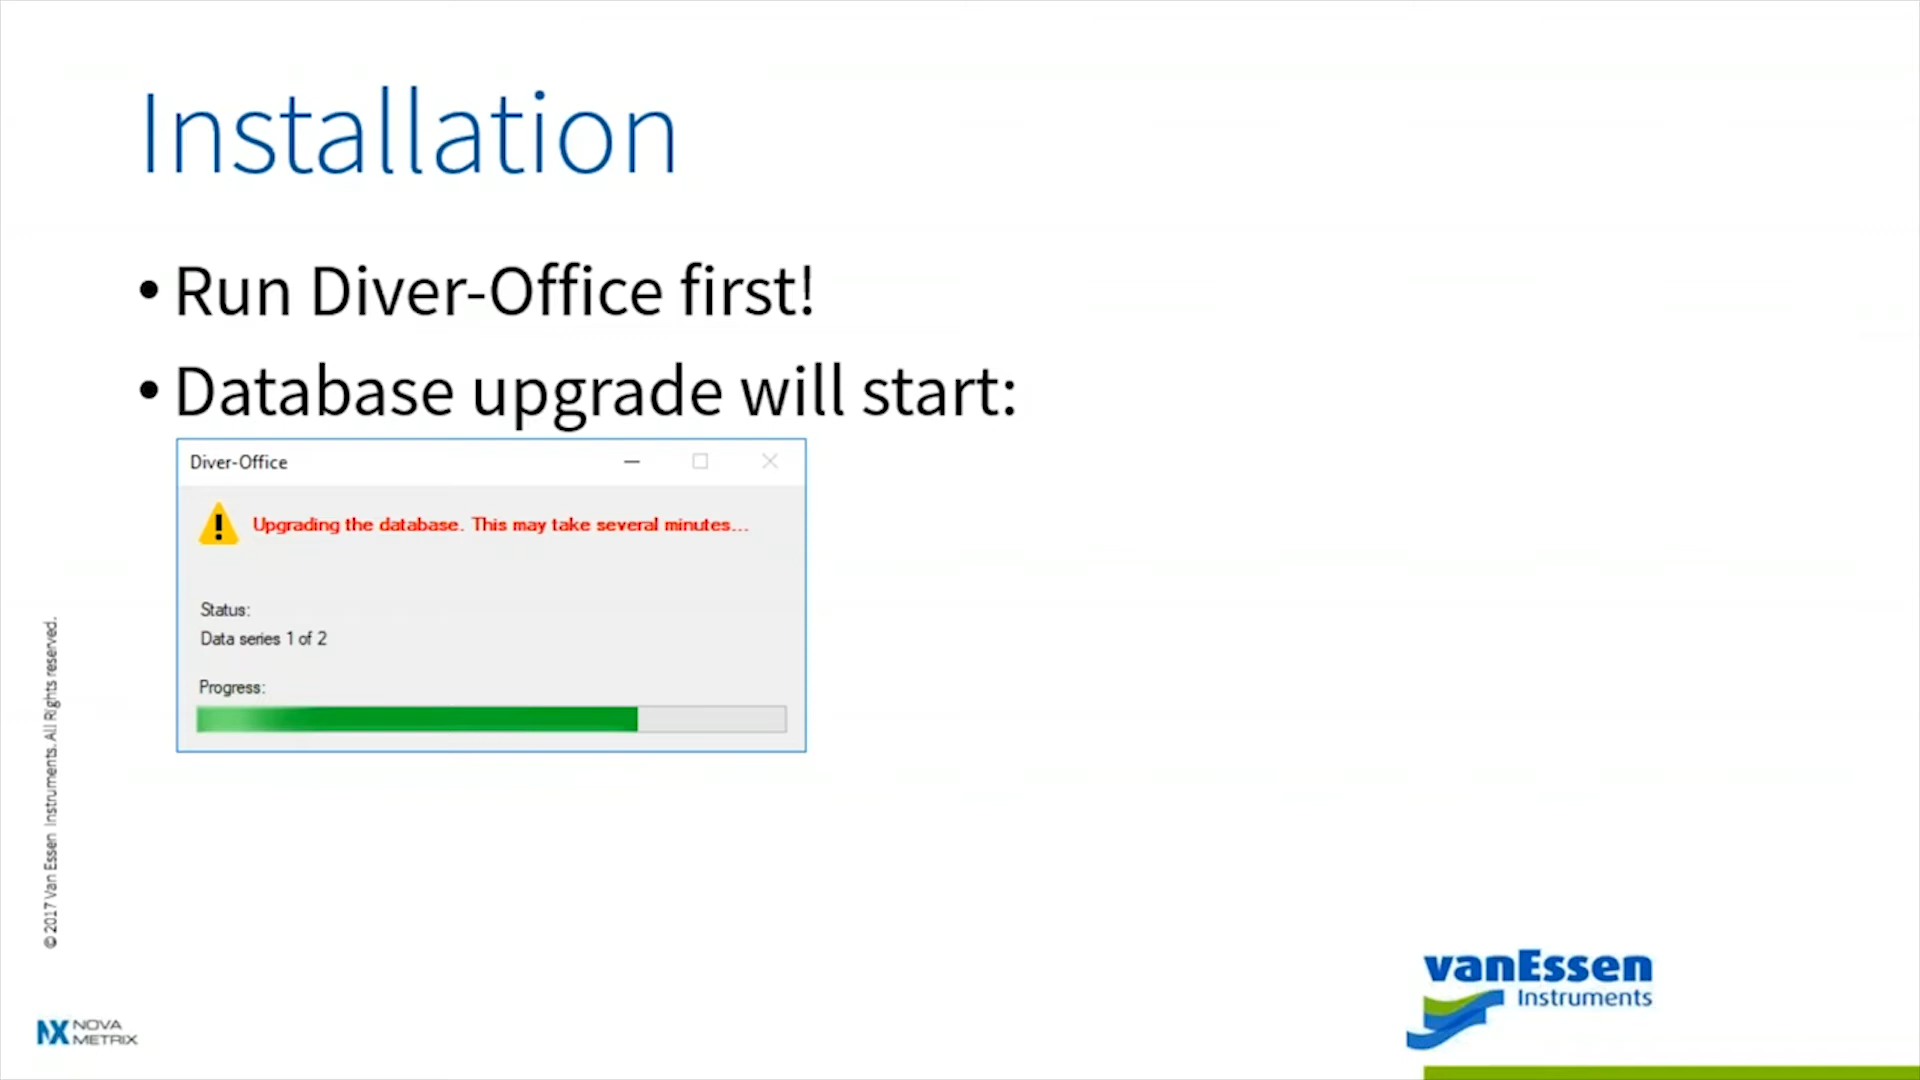 Installation
• Run Diver-Office first!
• Database upgrade will start:
Diver-Office
Upgrading the database. This may take several minutes...
Status:
Data series 1 of 2
Progress:
© 2017 Van Essen Instruments. All Rights reserved.
NOVA
METRIX
vanEssen
Instruments